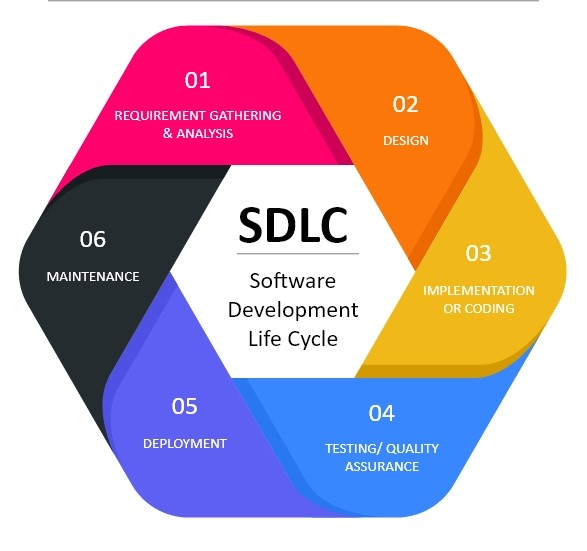 01
REQUIREMENT GATHERING
& ANALYSIS
02
DESIGN
03
IMPLEMENTATION
OR CODING
04
TESTING/ QUALITY
ASSURANCE
05
DEPLOYMENT
06
MAINTENANCE
SDLC
Software
Development
Life Cycle